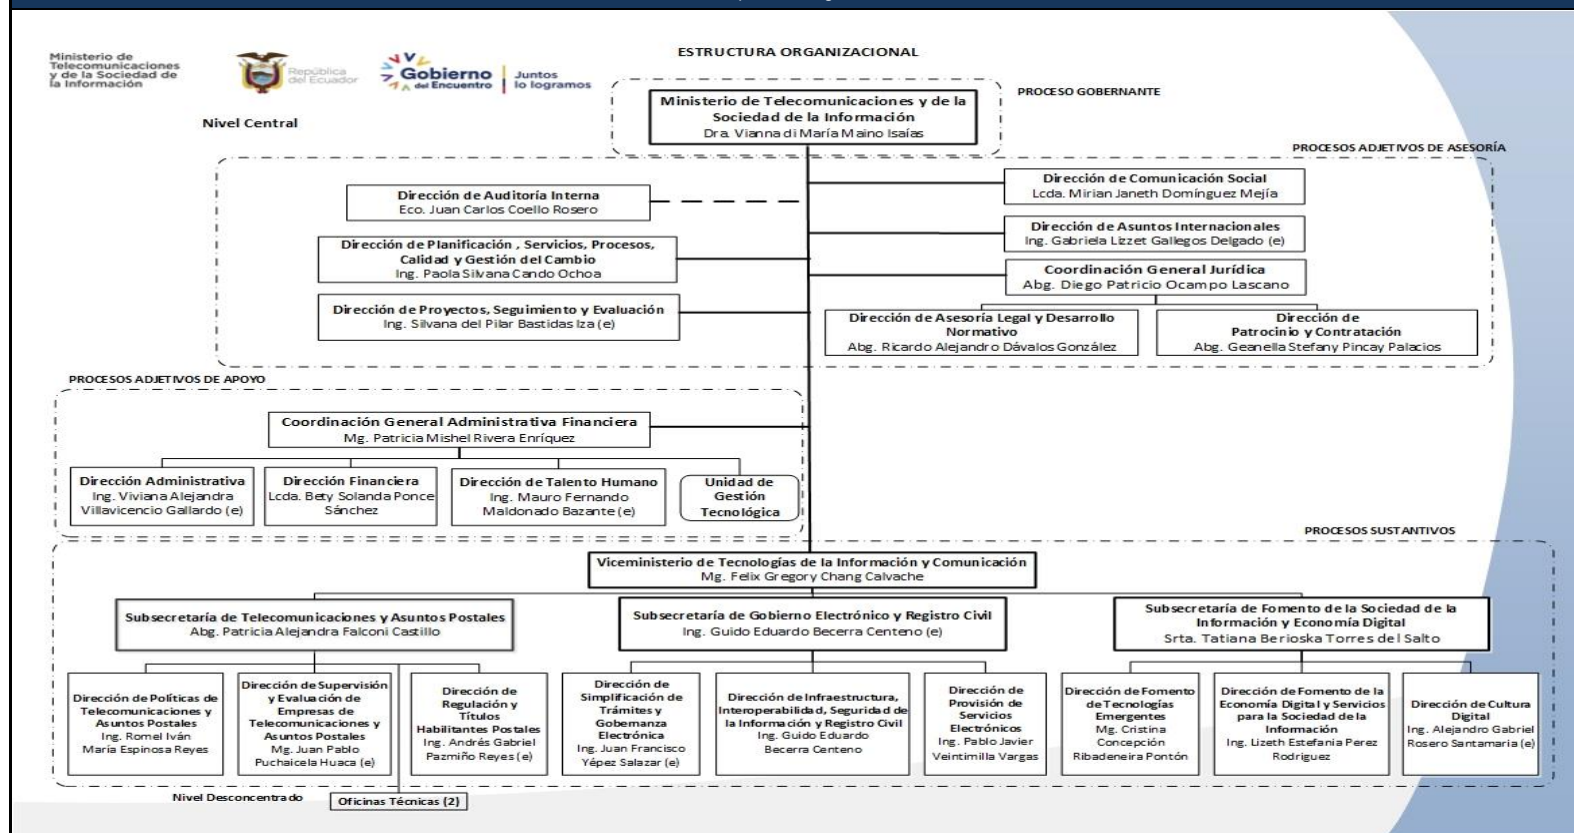 Ministerio de
Telecomunicaciones
y de la Sociedad de
la Información
República
del Ecuador
Gobierno
del Encuentro
Juntos
lo logramos
ESTRUCTURA ORGANIZACIONAL
PROCESO GOBERNANTE
Ministerio de Telecomunicaciones y de la
Sociedad de la Información
Dra. Vianna di María Maino Isaías
Nivel Central
PROCESOS ADJETIVOS DE ASESORÍA
Dirección de Auditoría Interna
Eco. Juan Carlos Coello Rosero
Dirección de Comunicación Social
Lcda. Mirian Janeth Domínguez Mejía
Dirección de Asuntos Internacionales
Ing. Gabriela Lizzet Gallegos Delgado (e)
Dirección de Planificación , Servicios, Procesos,
Calidad y Gestión del Cambio
Ing. Paola Silvana Cando Ochoa
Coordinación General Jurídica
Abg. Diego Patricio Ocampo Lascano
Dirección de Proyectos, Seguimiento y Evaluación
Ing. Silvana del Pilar Bastidas Iza (e)
Dirección de Asesoría Legal y Desarrollo
Normativo
Abg. Ricardo Alejandro Dávalos González
Dirección de
Patrocinio y Contratación
Abg. Geanella Stefany Pincay Palacios
PROCESOS ADJETIVOS DE APOYO
Coordinación General Administrativa Financiera
Mg. Patricia Mishel Rivera Enríquez
Dirección Administrativa
Ing. Viviana Alejandra
Villavicencio Gallardo (e)
Dirección Financiera
Lcda. Bety Solanda Ponce
Sánchez
Dirección de Talento Humano
Ing. Mauro Fernando
Maldonado Bazante (e)
Unidad de
Gestión
Tecnológica
PROCESOS SUSTANTIVOS
Viceministerio de Tecnologías de la Información y Comunicación
Mg. Felix Gregory Chang Calvache
Subsecretaría de Telecomunicaciones y Asuntos Postales
Abg. Patricia Alejandra Falconi Castillo
Subsecretaría de Gobierno Electrónico y Registro Civil
Ing. Guido Eduardo Becerra Centeno (e)
Subsecretaría de Fomento de la Sociedad de la
Información y Economía Digital
Srta. Tatiana Berioska Torres del Salto
Dirección de Políticas de
Telecomunicaciones y
Asuntos Postales
Ing. Romel Iván
María Espinosa Reyes
Dirección de Supervisión
y Evaluación de
Empresas de
Telecomunicaciones y
Asuntos Postales
Mg. Juan Pablo
Puchaicela Huaca (e)
Dirección de
Regulación y
Títulos
Habilitantes Postales
Ing. Andrés Gabriel
Pazmiño Reyes (e)
Dirección de
Simplificación de
Trámites y
Gobernanza
Electrónica
Ing. Juan Francisco
Yépez Salazar (e)
Dirección de Infraestructura,
Interoperabilidad, Seguridad de
la Información y Registro Civil
Ing. Guido Eduardo
Becerra Centeno
Dirección de
Provisión de
Servicios
Electrónicos
Ing. Pablo Javier
Veintimilla Vargas
Dirección de Fomento
de Tecnologías
Emergentes
Mg. Cristina
Concepción
Ribadeneira Pontón
Dirección de Fomento de la
Economía Digital y Servicios
para la Sociedad de la
Información
Ing. Lizeth Estefania Perez
Rodriguez
Dirección de Cultura
Digital
Ing. Alejandro Gabriel
Rosero Santamaria (e)
Nivel Desconcentrado
Oficinas Técnicas (2)